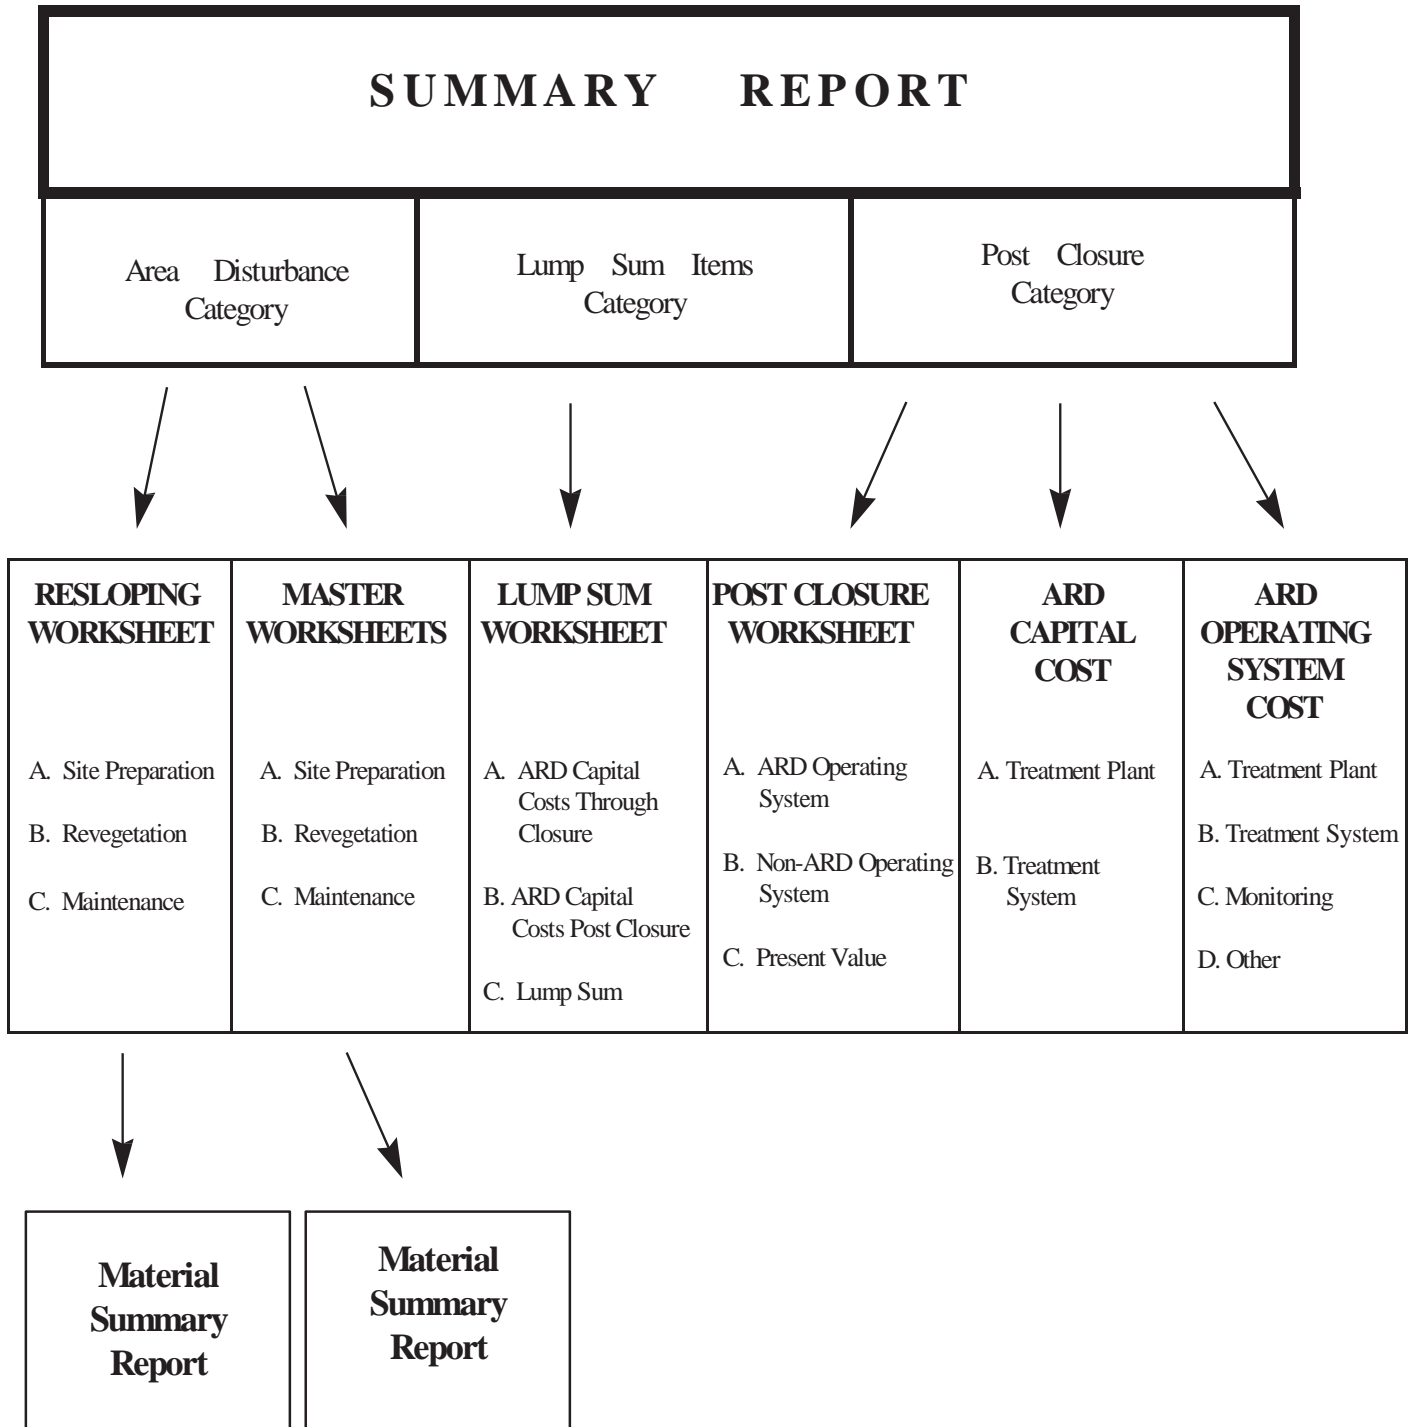 SUMMARY REPORT
Area Disturbance
Category
Lump Sum Items
Category
Post Closure
Category
RESLOPING
WORKSHEET
A. Site Preparation
B. Revegetation
C. Maintenance
MASTER
WORKSHEETS
A. Site Preparation
B. Revegetation
C. Maintenance
LUMP SUM
WORKSHEET
A. ARD Capital
Costs Through
Closure
B. ARD Capital
Costs Post Closure
C. Lump Sum
POST CLOSURE
WORKSHEET
A. ARD Operating
System
B. Non-ARD Operating
System
C. Present Value
ARD
CAPITAL
COST
A. Treatment Plant
B. Treatment
System
ARD
OPERATING
SYSTEM
COST
A. Treatment Plant
B. Treatment System
C. Monitoring
D. Other
Material
Summary
Report
Material
Summary
Report